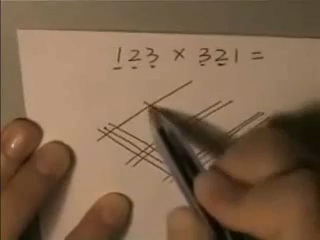 123 × 321 =